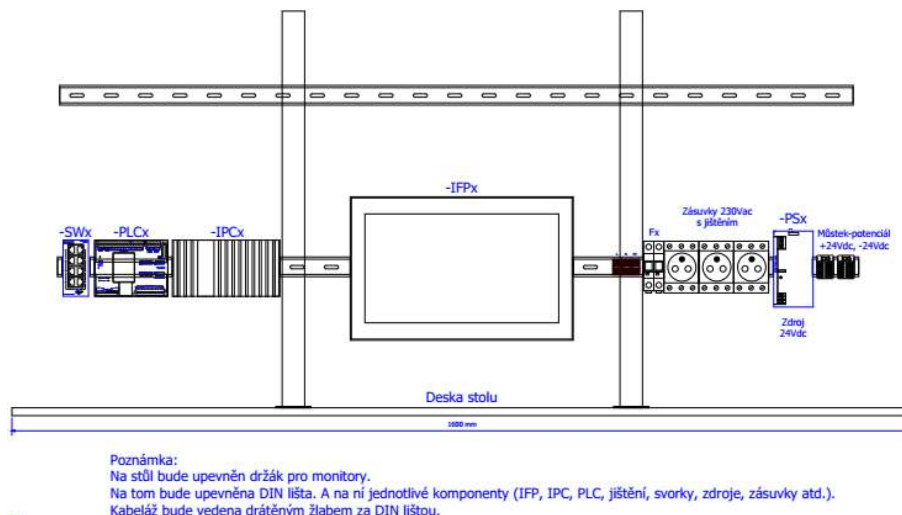 -IFPx
-SWx
-PLCx
-IPCx
Fx
Zásuvky 230Vac
s jištěním
-PSx
Můstek-potenciál
+24Vdc, -24Vdc
Zdroj
24Vdc
Deska stolu
1600 mm
Poznámka:
Na stůl bude upevněn držák pro monitory.
Na tom bude upevněna DIN lišta. A na ní jednotlivé komponenty (IFP, IPC, PLC, jištění, svorky, zdroje, zásuvky atd.).
Kabeláž bude vedena drátěným žlabem za DIN lištou.